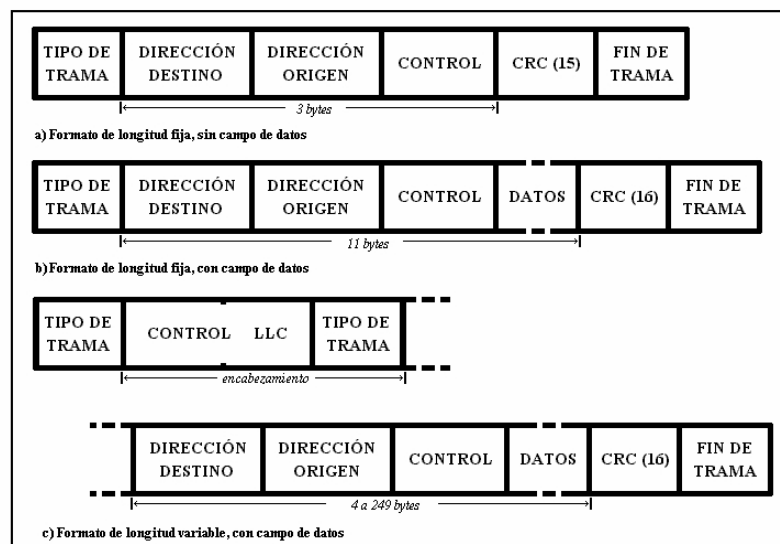 TIPO DE TRAMA DIRECCIÓN DESTINO DIRECCIÓN ORIGEN CONTROL CRC (15) FIN DE TRAMA
3 bytes
a) Formato de longitud fija, sin campo de datos
TIPO DE TRAMA DIRECCIÓN DESTINO DIRECCIÓN ORIGEN CONTROL DATOS CRC (16) FIN DE TRAMA
11 bytes
b) Formato de longitud fija, con campo de datos
TIPO DE TRAMA CONTROL LLC TIPO DE TRAMA
encabezamiento
DIRECCIÓN DESTINO DIRECCIÓN ORIGEN CONTROL DATOS CRC (16) FIN DE TRAMA
4 a 249 bytes
c) Formato de longitud variable, con campo de datos